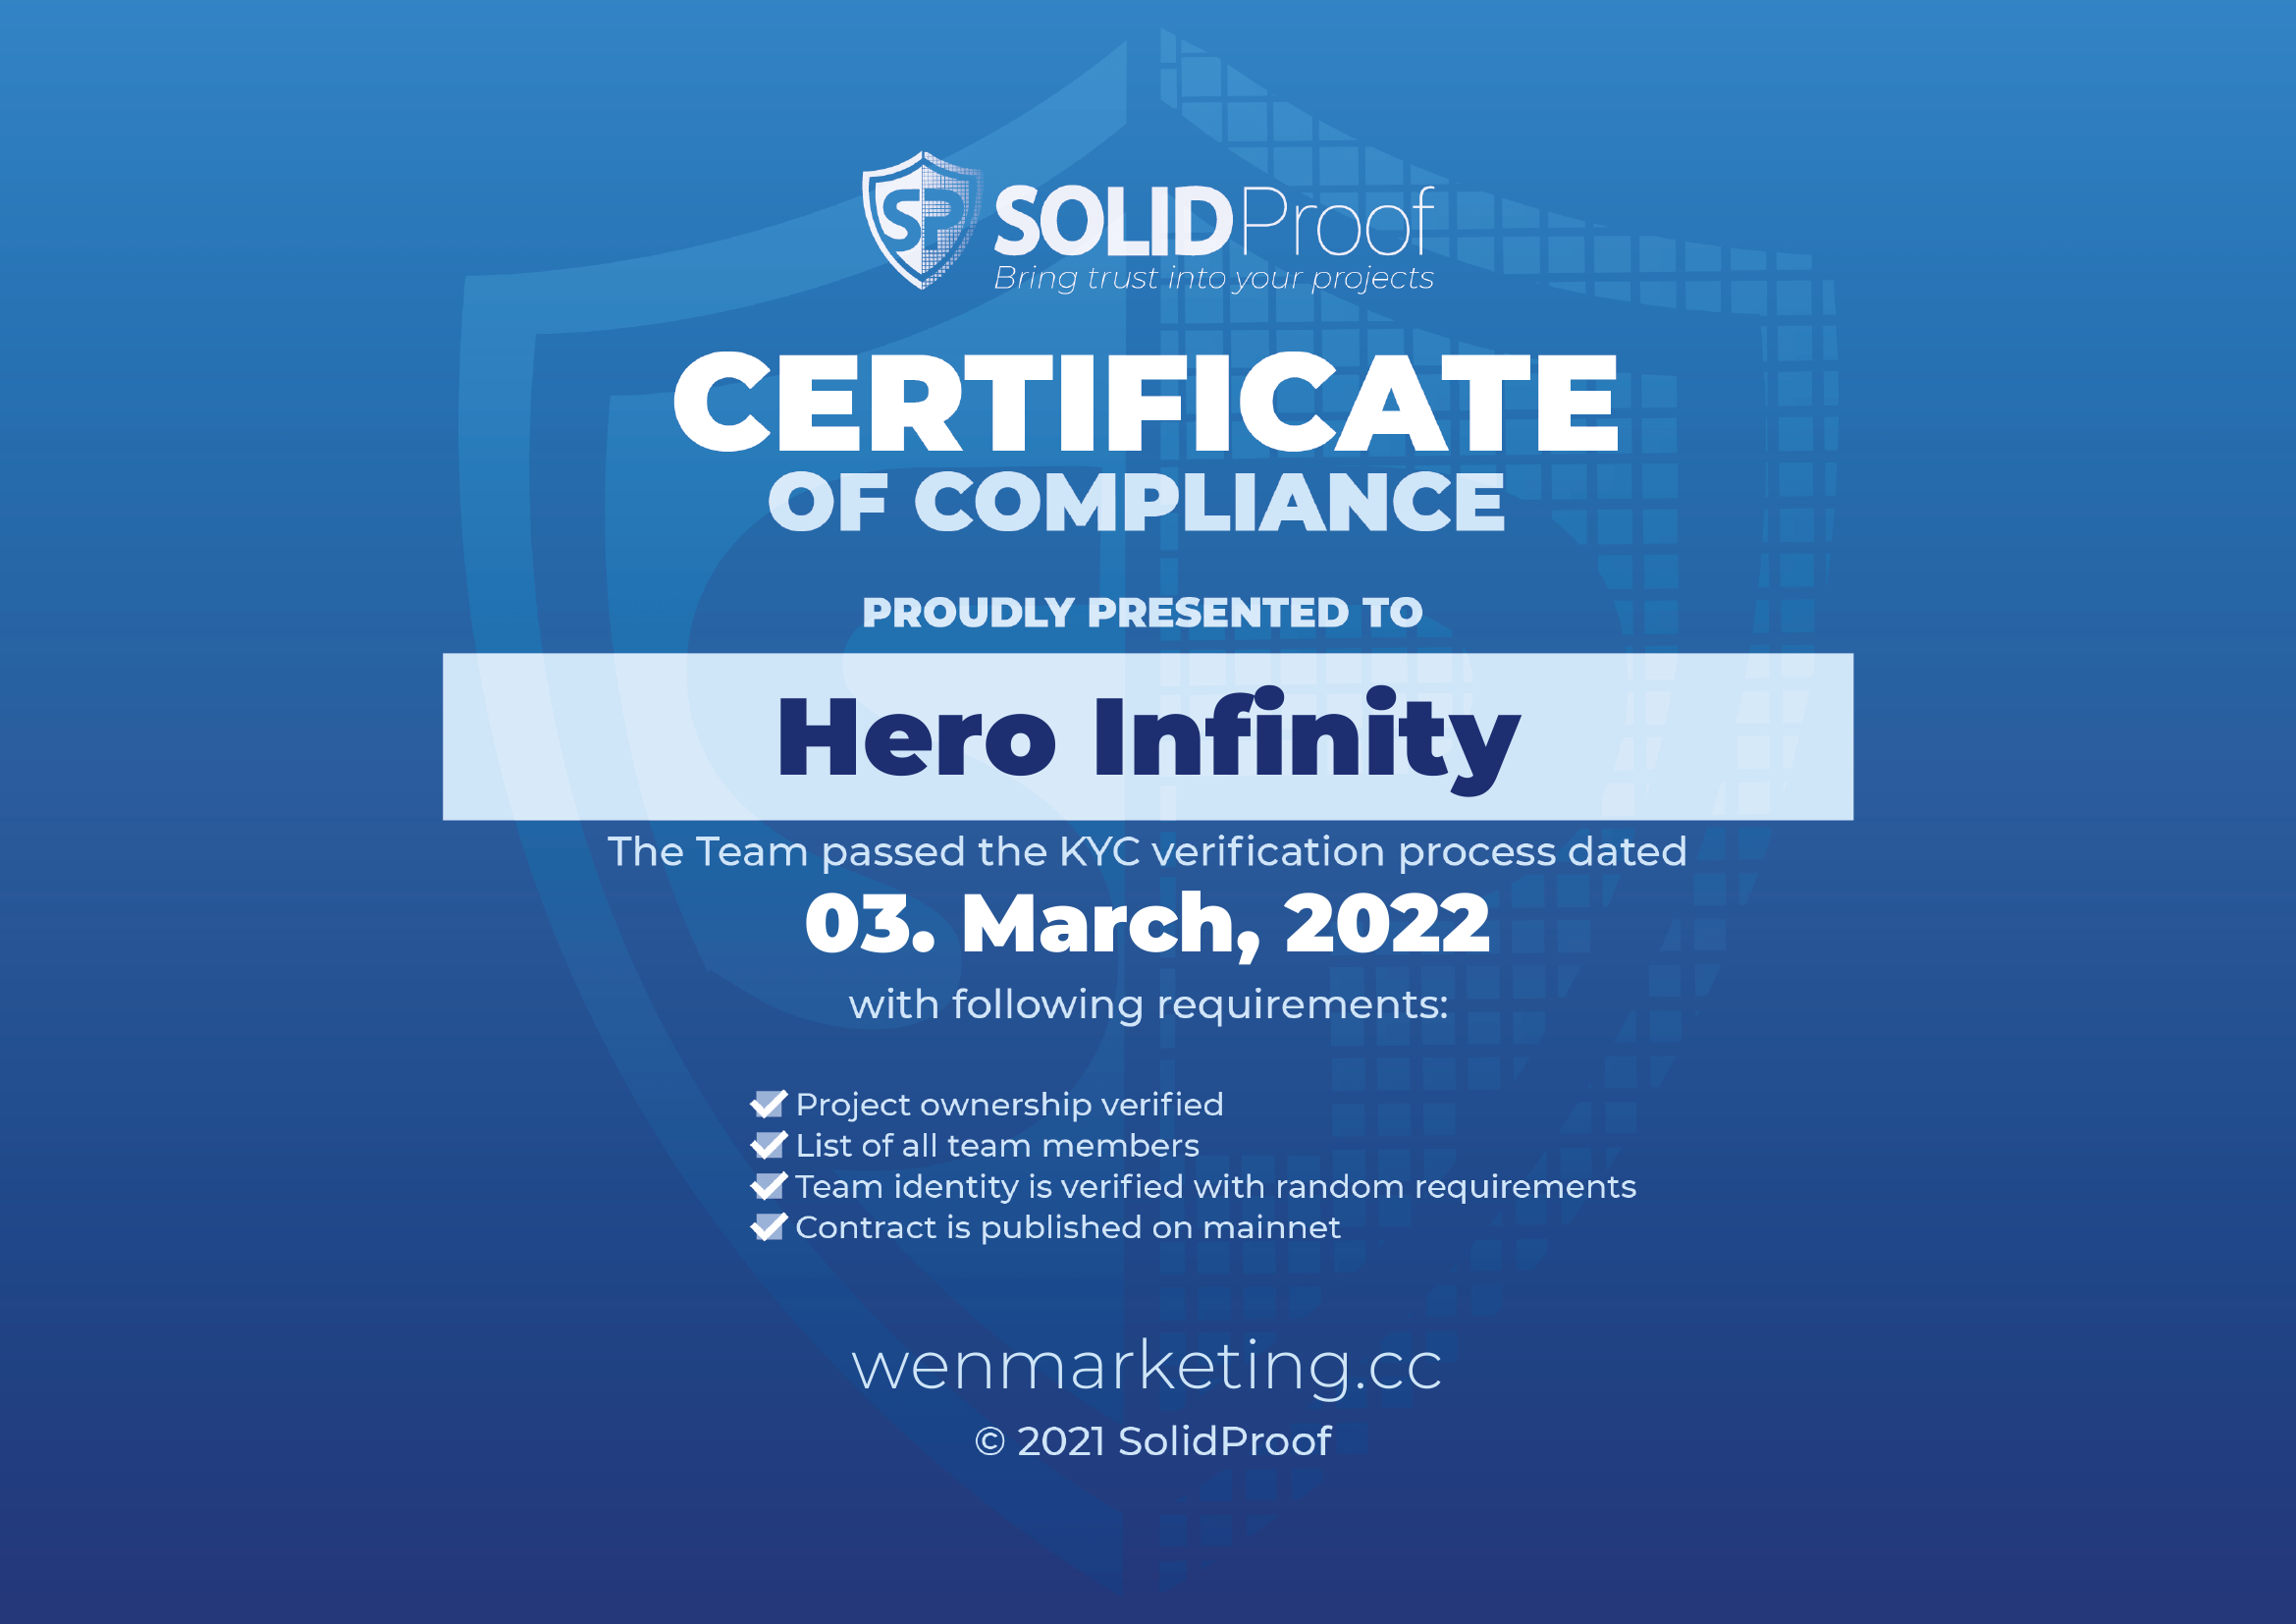 SP SOLIDProof
Bring trust into your projects
CERTIFICATE
OF COMPLIANCE
PROUDLY PRESENTED TO
Hero Infinity
The Team passed the KYC verification process dated
03. March, 2022
with following requirements:
Project ownership verified
List of all team members
Team identity is verified with random requirements
Contract is published on mainnet
wenmarketing.cc
© 2021 SolidProof